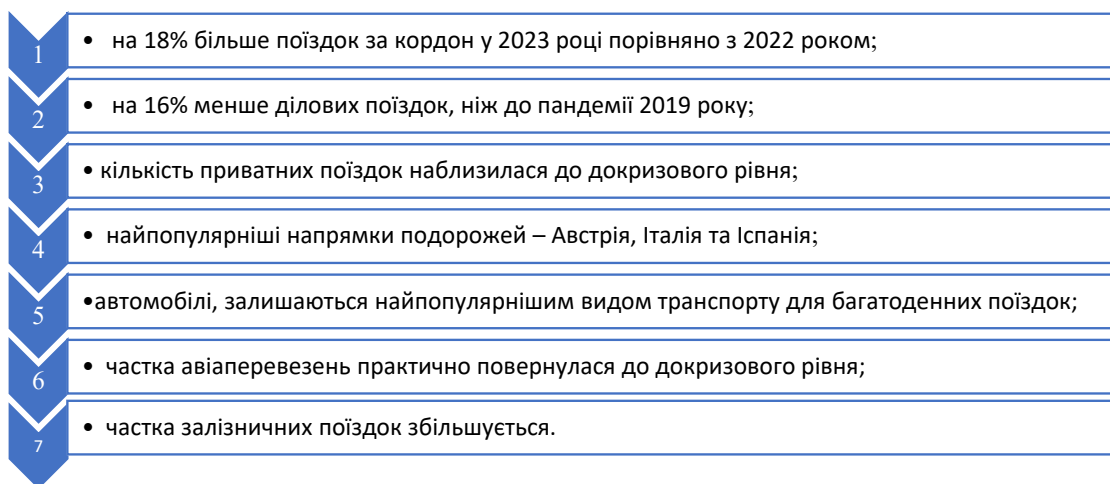 1
• на 18% більше поїздок за кордон у 2023 році порівняно з 2022 роком;
2
• на 16% менше ділових поїздок, ніж до пандемії 2019 року;
3
• кількість приватних поїздок наблизилася до докризового рівня;
4
• найпопулярніші напрямки подорожей – Австрія, Італія та Іспанія;
5
•автомобілі, залишаються найпопулярнішим видом транспорту для багатоденних поїздок;
6
• частка авіаперевезень практично повернулася до докризового рівня;
7
• частка залізничних поїздок збільшується.